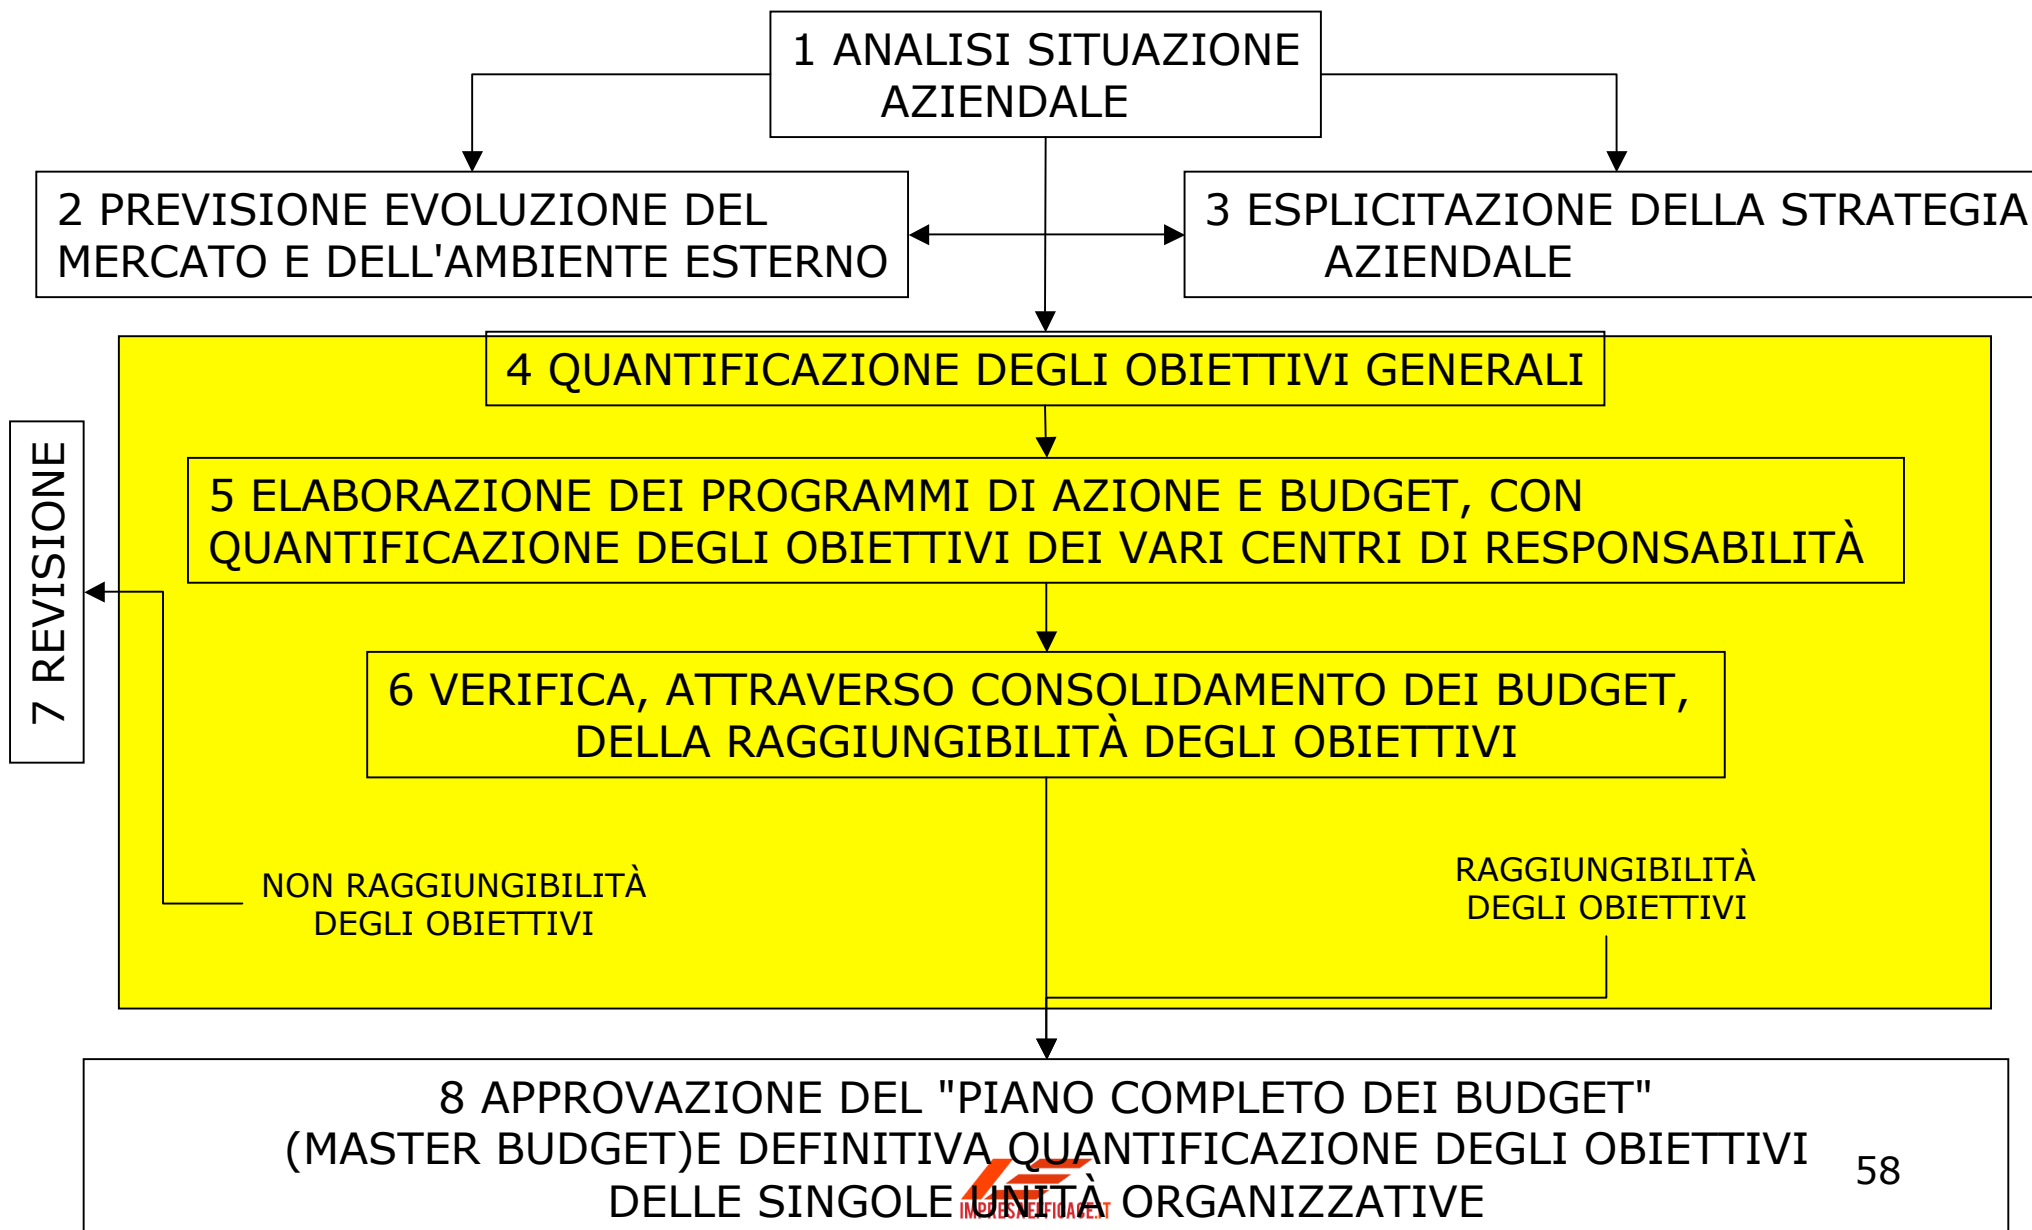 1 ANALISI SITUAZIONE
AZIENDALE
2 PREVISIONE EVOLUZIONE DEL
MERCATO E DELL'AMBIENTE ESTERNO
3 ESPLICITAZIONE DELLA STRATEGIA
AZIENDALE
4 QUANTIFICAZIONE DEGLI OBIETTIVI GENERALI
5 ELABORAZIONE DEI PROGRAMMI DI AZIONE E BUDGET, CON
QUANTIFICAZIONE DEGLI OBIETTIVI DEI VARI CENTRI DI RESPONSABILITÀ
6 VERIFICA, ATTRAVERSO CONSOLIDAMENTO DEI BUDGET,
DELLA RAGGIUNGIBILITÀ DEGLI OBIETTIVI
7 REVISIONE
NON RAGGIUNGIBILITÀ
DEGLI OBIETTIVI
RAGGIUNGIBILITÀ
DEGLI OBIETTIVI
8 APPROVAZIONE DEL "PIANO COMPLETO DEI BUDGET"
(MASTER BUDGET)E DEFINITIVA QUANTIFICAZIONE DEGLI OBIETTIVI
DELLE SINGOLE UNITÀ ORGANIZZATIVE
IMPRESAEFFICACE.IT
58